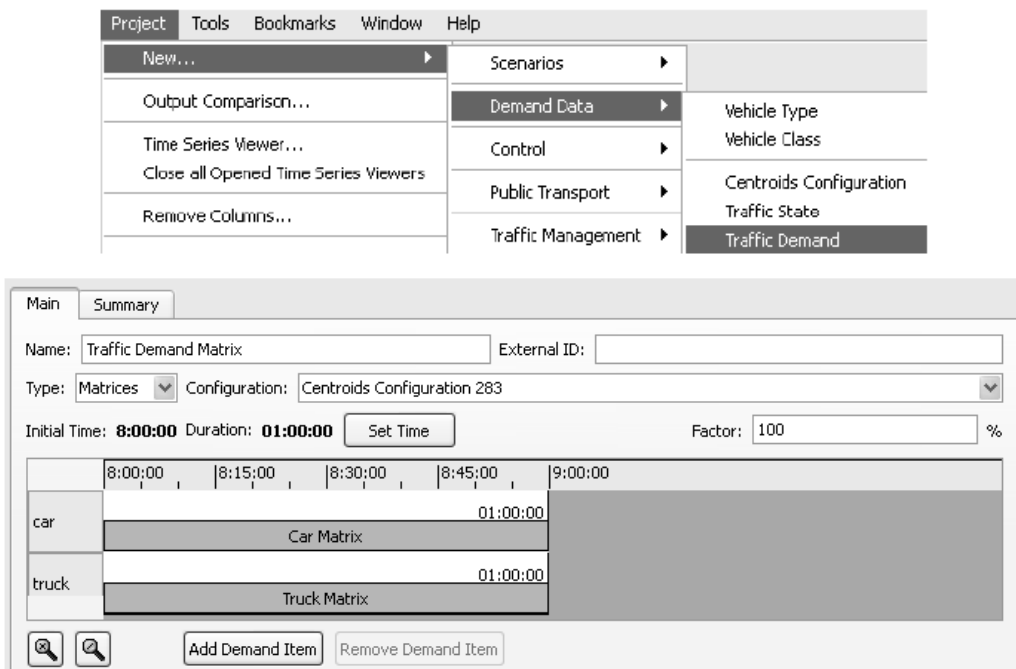 Project Tools Bookmarks Window Help
New...
Scenarios
Output Comparison...
Demand Data
Vehicle Type
Vehicle Class
Time Series Viewer...
Control
Close all Opened Time Series Viewers
Centroids Configuration
Public Transport
Traffic State
Remove Columns...
Traffic Management
Traffic Demand
Main Summary
Name: Traffic Demand Matrix External ID:
Type: Matrices Configuration: Centroids Configuration 283
Initial Time: 8:00:00 Duration: 01:00:00 Set Time Factor: 100 %
8:00:00 8:15:00 8:30:00 8:45:00 9:00:00
01:00:00
car
Car Matrix
01:00:00
truck
Truck Matrix
Add Demand Item Remove Demand Item